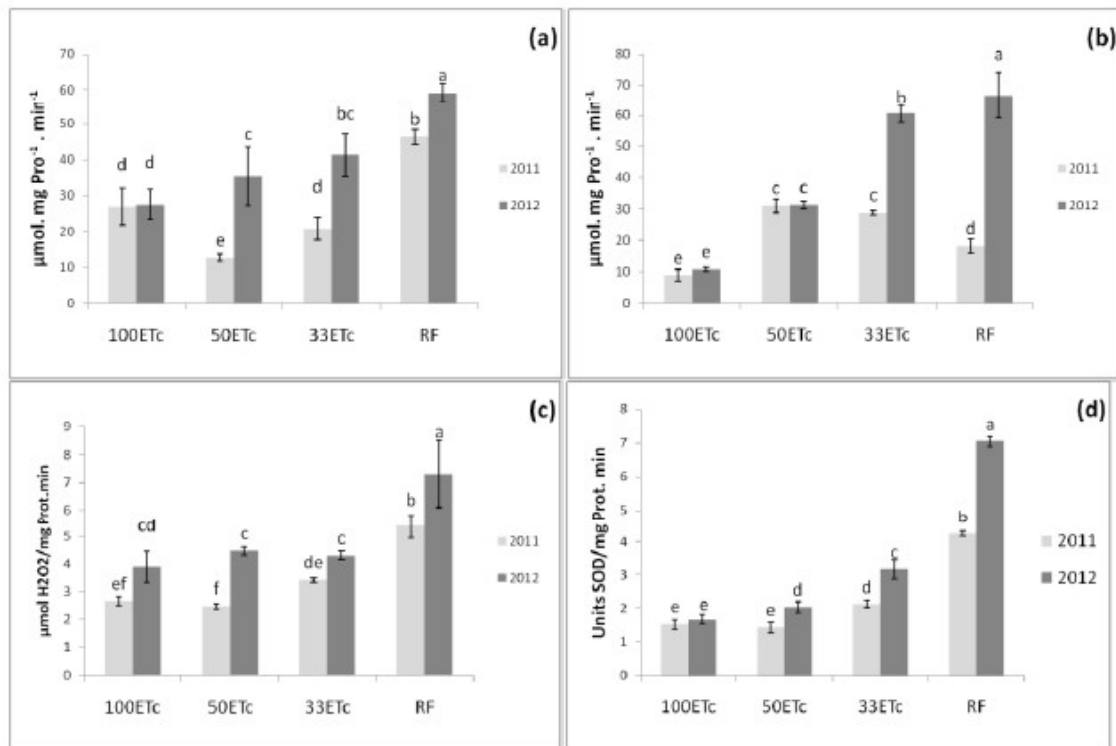 (a)
µmol. mg Pro⁻¹ . min⁻¹
70
60
50
40
30
20
10
0
d
d
e
c
d
bc
b
a
100ETc
50ETc
33ETc
RF
2011
2012
(b)
µmol. mg Pro⁻¹ . min⁻¹
80
70
60
50
40
30
20
10
0
e
e
c
c
c
b
d
a
100ETc
50ETc
33ETc
RF
2011
2012
(c)
µmol H2O2/mg Prot.min
9
8
7
6
5
4
3
2
1
0
ef
cd
f
c
de
c
b
a
100ETc
50ETc
33ETc
RF
2011
2012
(d)
Units SOD/mg Prot. min
8
7
6
5
4
3
2
1
0
e
e
e
d
d
c
b
a
100ETc
50ETc
33ETc
RF
2011
2012